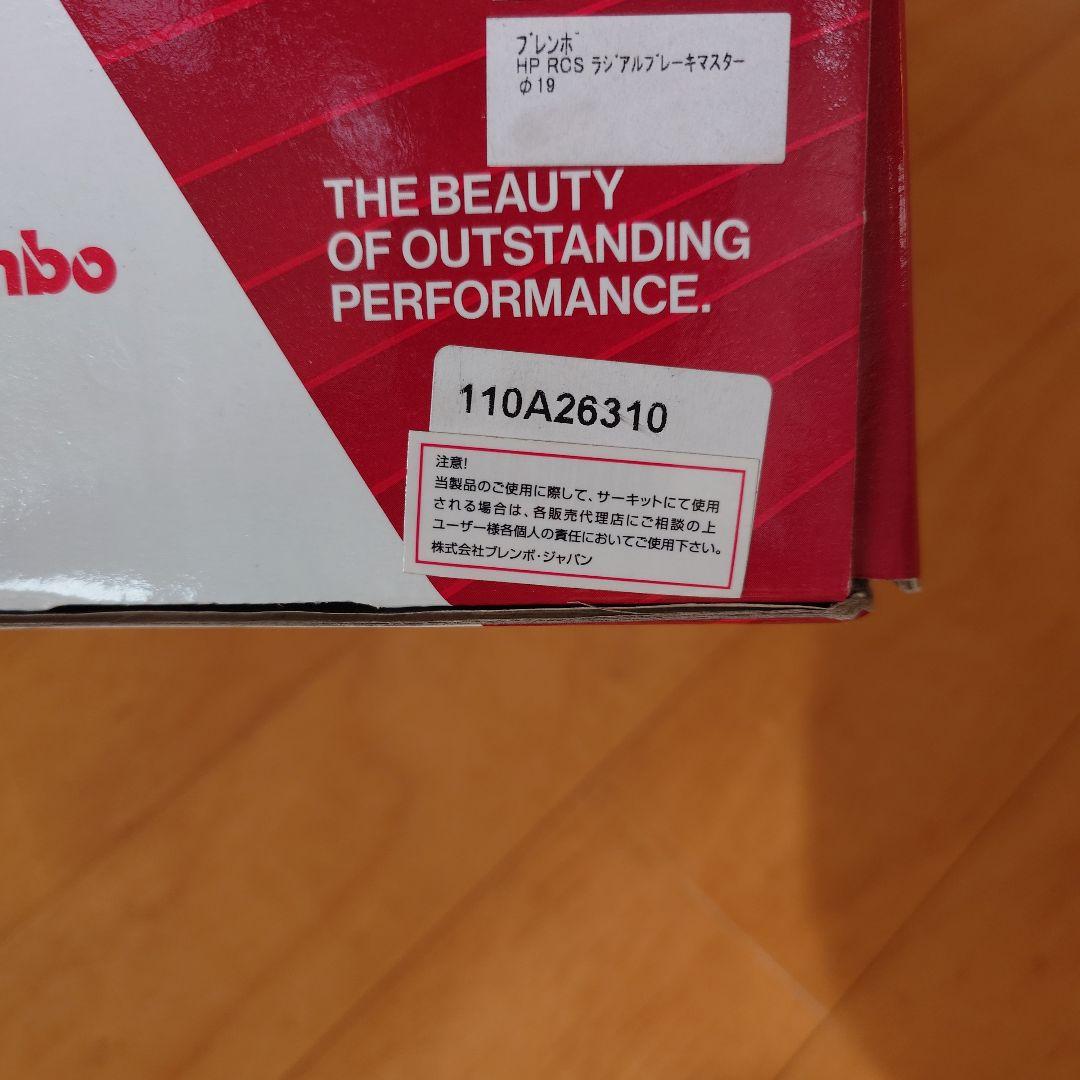 ﾌﾞﾚﾝﾎﾞ
HP RCS ﾗｼﾞｱﾙﾌﾞﾚｰｷﾏｽﾀｰ
Φ19
THE BEAUTY
OF OUTSTANDING
PERFORMANCE.
mbo
110A26310
注意!
当製品のご使用に際して、サーキットにて使用
される場合は、各販売代理店にご相談の上
ユーザー様各個人の責任においてご使用下さい。
株式会社ブレンボ・ジャパン